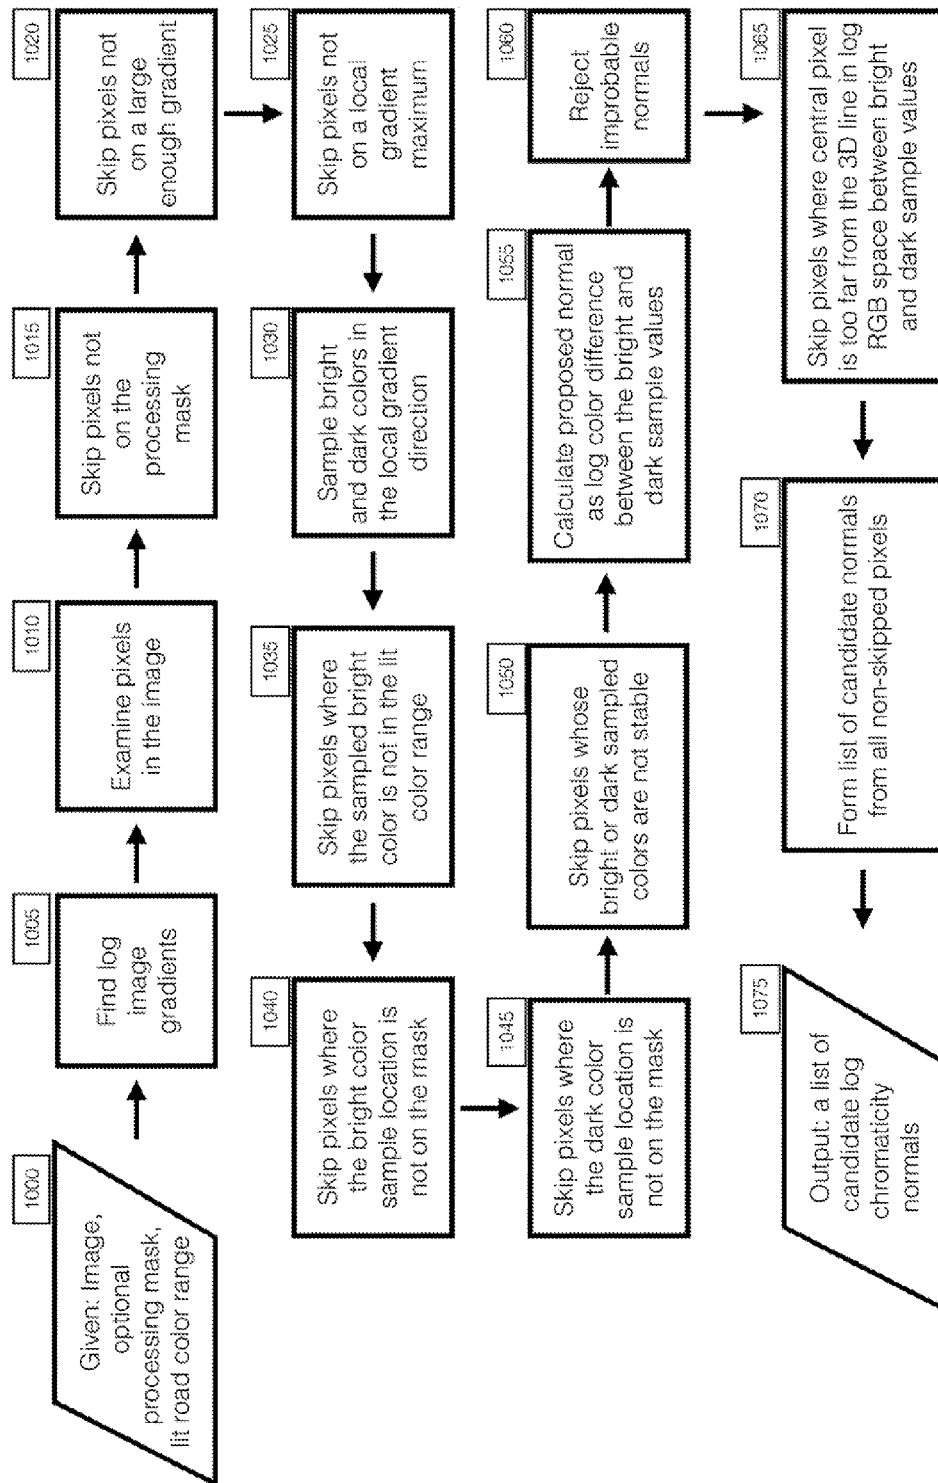 1000
Given: Image,
optional
processing mask,
lit road color range
1005
Find log
image
gradients
1010
Examine pixels
in the image
1015
Skip pixels not
on the
processing
mask
1020
Skip pixels not
on a large
enough gradient
1025
Skip pixels not
on a local
gradient
maximum
1030
Sample bright
and dark colors in
the local gradient
direction
1035
Skip pixels where
the sampled bright
color is not in the lit
color range
1040
Skip pixels where
the bright color
sample location is
not on the mask
1045
Skip pixels where
the dark color
sample location is
not on the mask
1050
Skip pixels whose
bright or dark sampled
colors are not stable
1055
Calculate proposed normal
as log color difference
between the bright and
dark sample values
1060
Reject
improbable
normals
1065
Skip pixels where central pixel
is too far from the 3D line in log
RGB space between bright
and dark sample values
1070
Form list of candidate normals
from all non-skipped pixels
1075
Output: a list of
candidate log
chromaticity
normals